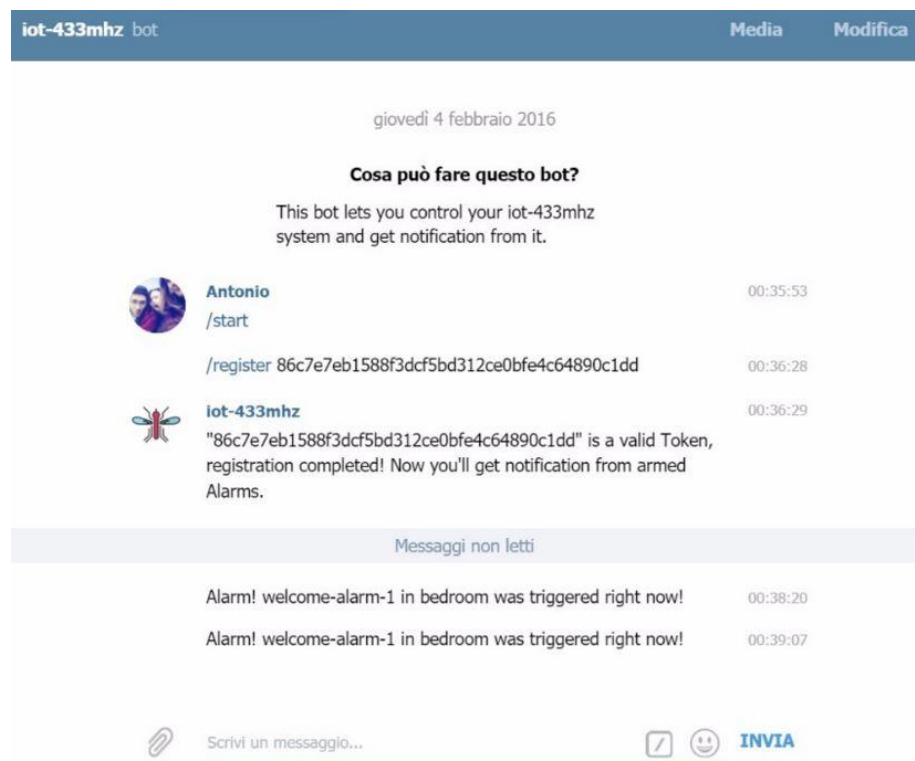 iot-433mhz bot Media Modifica
giovedì 4 febbraio 2016
Cosa può fare questo bot?
This bot lets you control your iot-433mhz
system and get notification from it.
Antonio 00:35:53
/start
/register 86c7e7eb1588f3dcf5bd312ce0bfe4c64890c1dd 00:36:28
iot-433mhz 00:36:29
"86c7e7eb1588f3dcf5bd312ce0bfe4c64890c1dd" is a valid Token,
registration completed! Now you'll get notification from armed
Alarms.
Messaggi non letti
Alarm! welcome-alarm-1 in bedroom was triggered right now! 00:38:20
Alarm! welcome-alarm-1 in bedroom was triggered right now! 00:39:07
Scrivi un messaggio... / INVIA